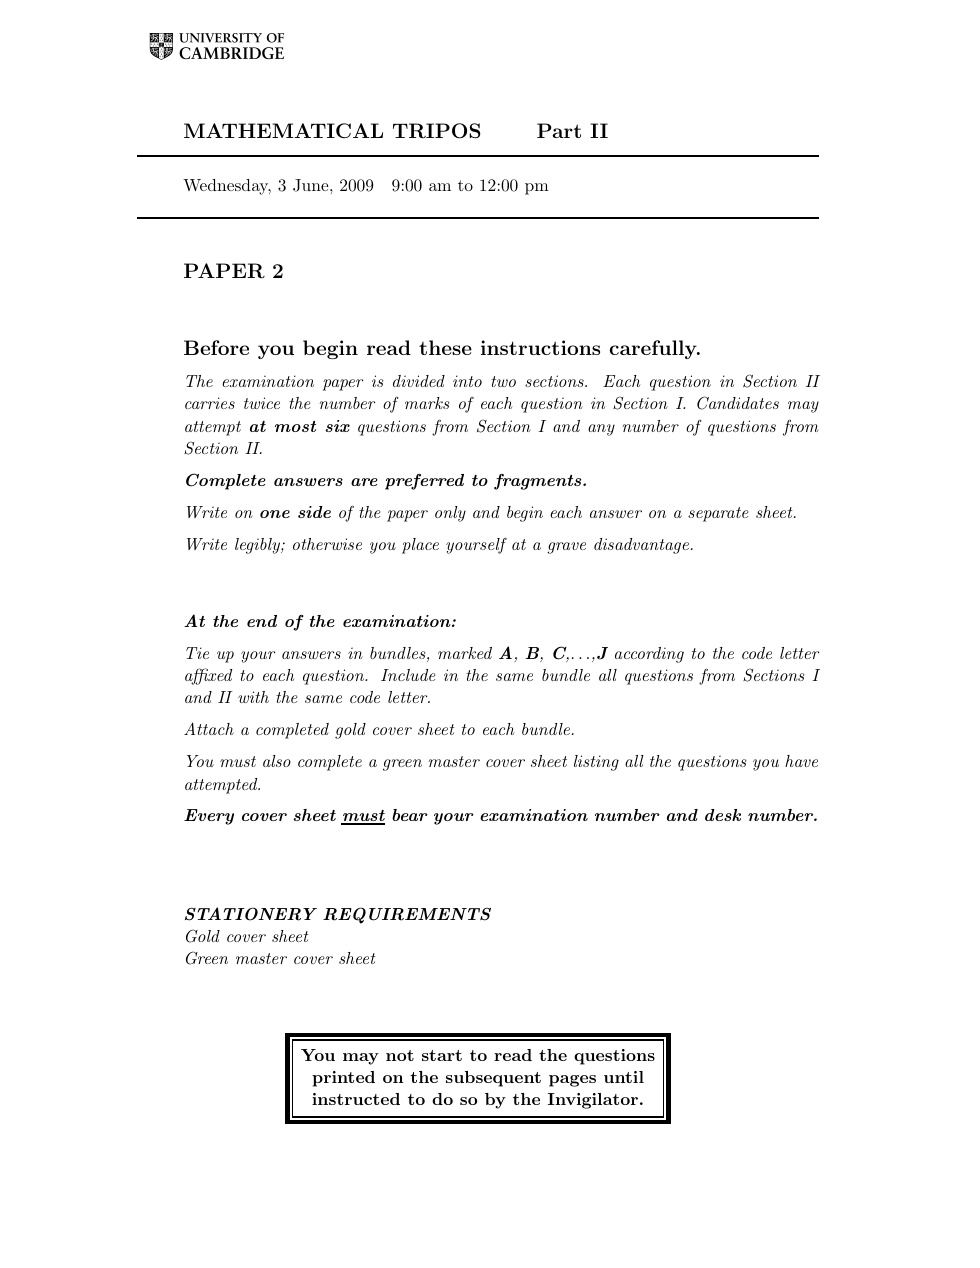 UNIVERSITY OF
CAMBRIDGE
MATHEMATICAL TRIPOS Part II
Wednesday, 3 June, 2009 9:00 am to 12:00 pm
PAPER 2
Before you begin read these instructions carefully.
The examination paper is divided into two sections. Each question in Section II
carries twice the number of marks of each question in Section I. Candidates may
attempt at most six questions from Section I and any number of questions from
Section II.
Complete answers are preferred to fragments.
Write on one side of the paper only and begin each answer on a separate sheet.
Write legibly; otherwise you place yourself at a grave disadvantage.
At the end of the examination:
Tie up your answers in bundles, marked A, B, C,. . .,J according to the code letter
affixed to each question. Include in the same bundle all questions from Sections I
and II with the same code letter.
Attach a completed gold cover sheet to each bundle.
You must also complete a green master cover sheet listing all the questions you have
attempted.
Every cover sheet must bear your examination number and desk number.
STATIONERY REQUIREMENTS
Gold cover sheet
Green master cover sheet
You may not start to read the questions
printed on the subsequent pages until
instructed to do so by the Invigilator.